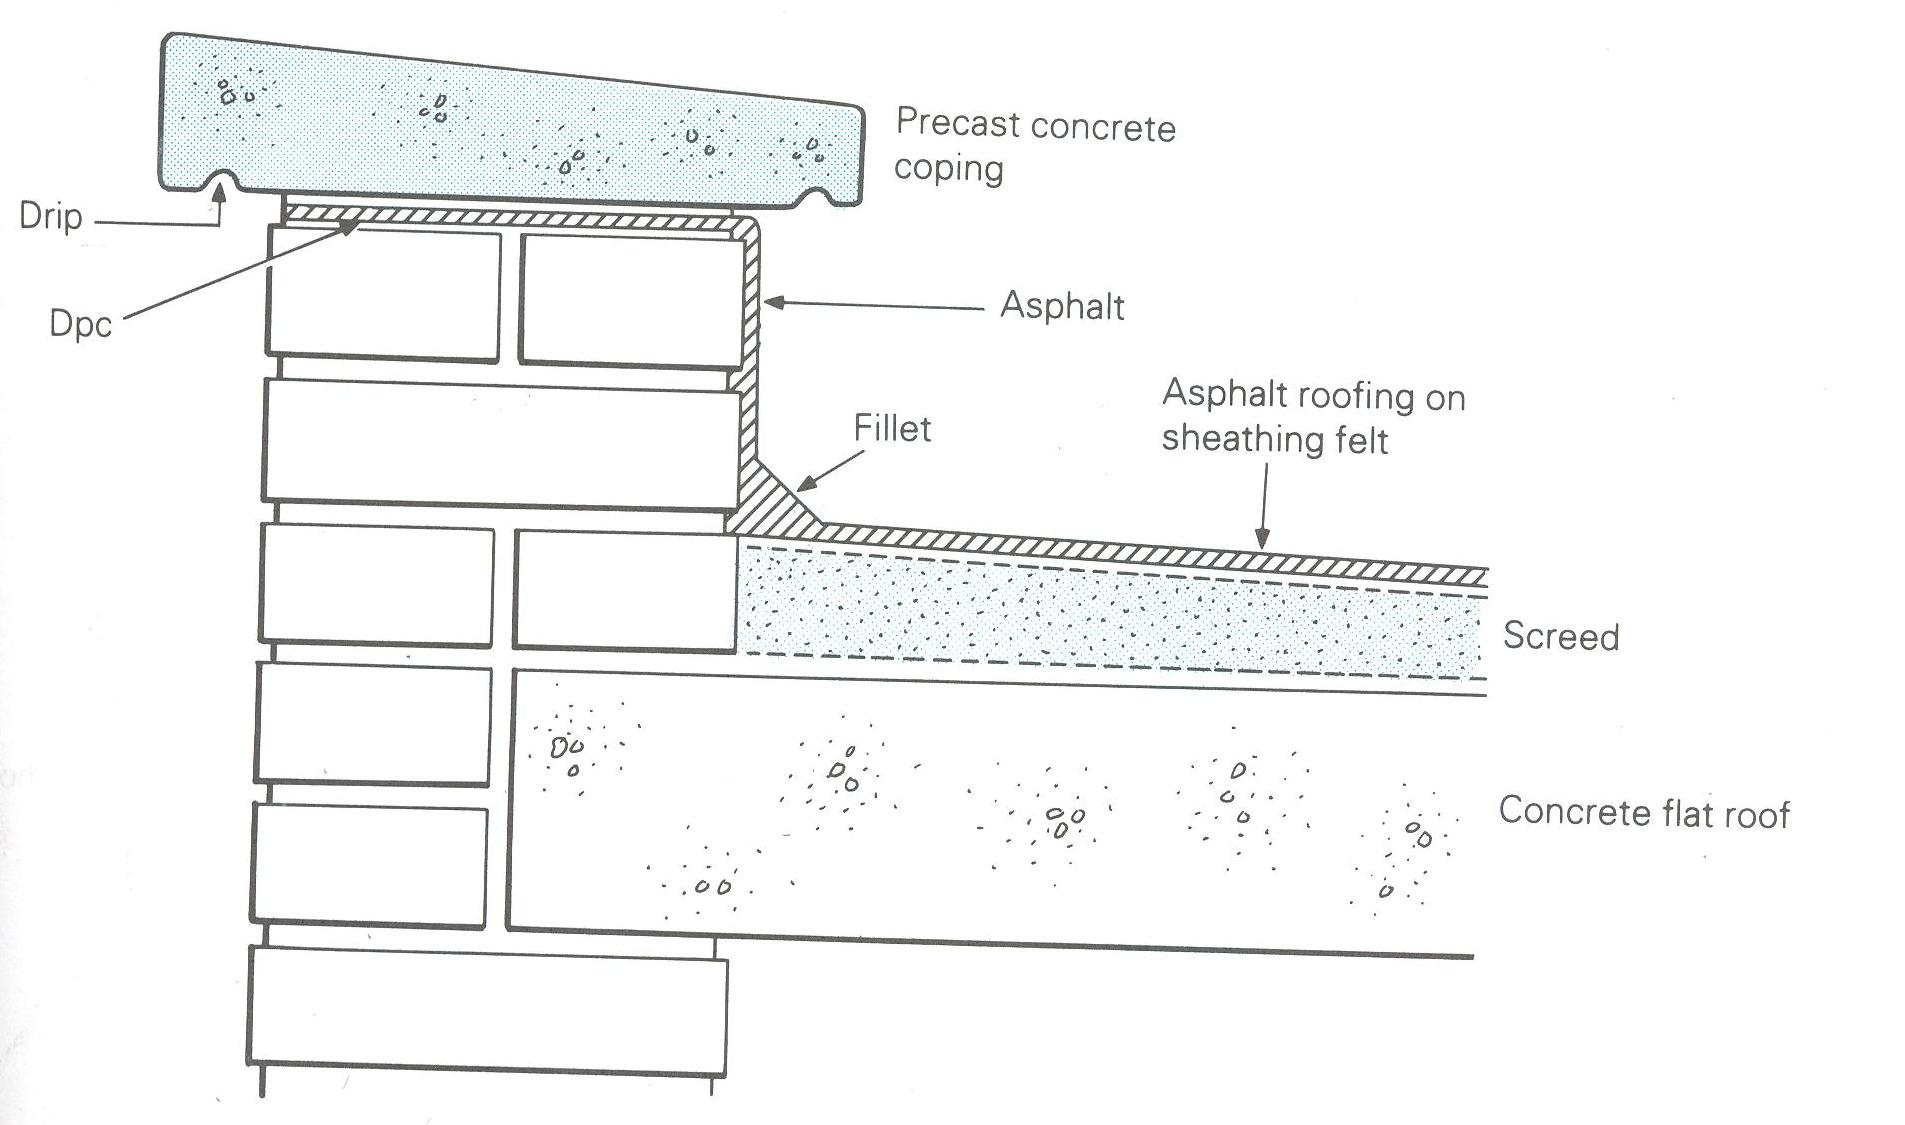 Precast concrete
coping
Drip
Dpc
Asphalt
Asphalt roofing on
sheathing felt
Fillet
Screed
Concrete flat roof